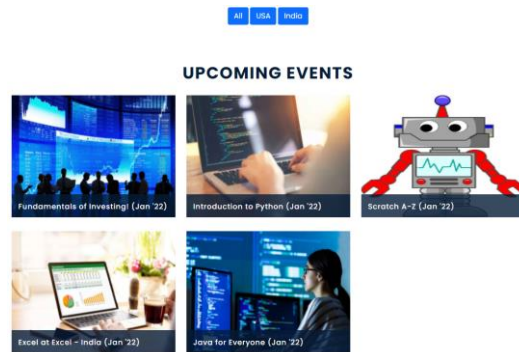 All USA India
UPCOMING EVENTS
Fundamentals of Investing! (Jan '22)
Introduction to Python (Jan '22)
Scratch A-Z (Jan '22)
Excel at Excel - India (Jan '22)
Java for Everyone (Jan '22)